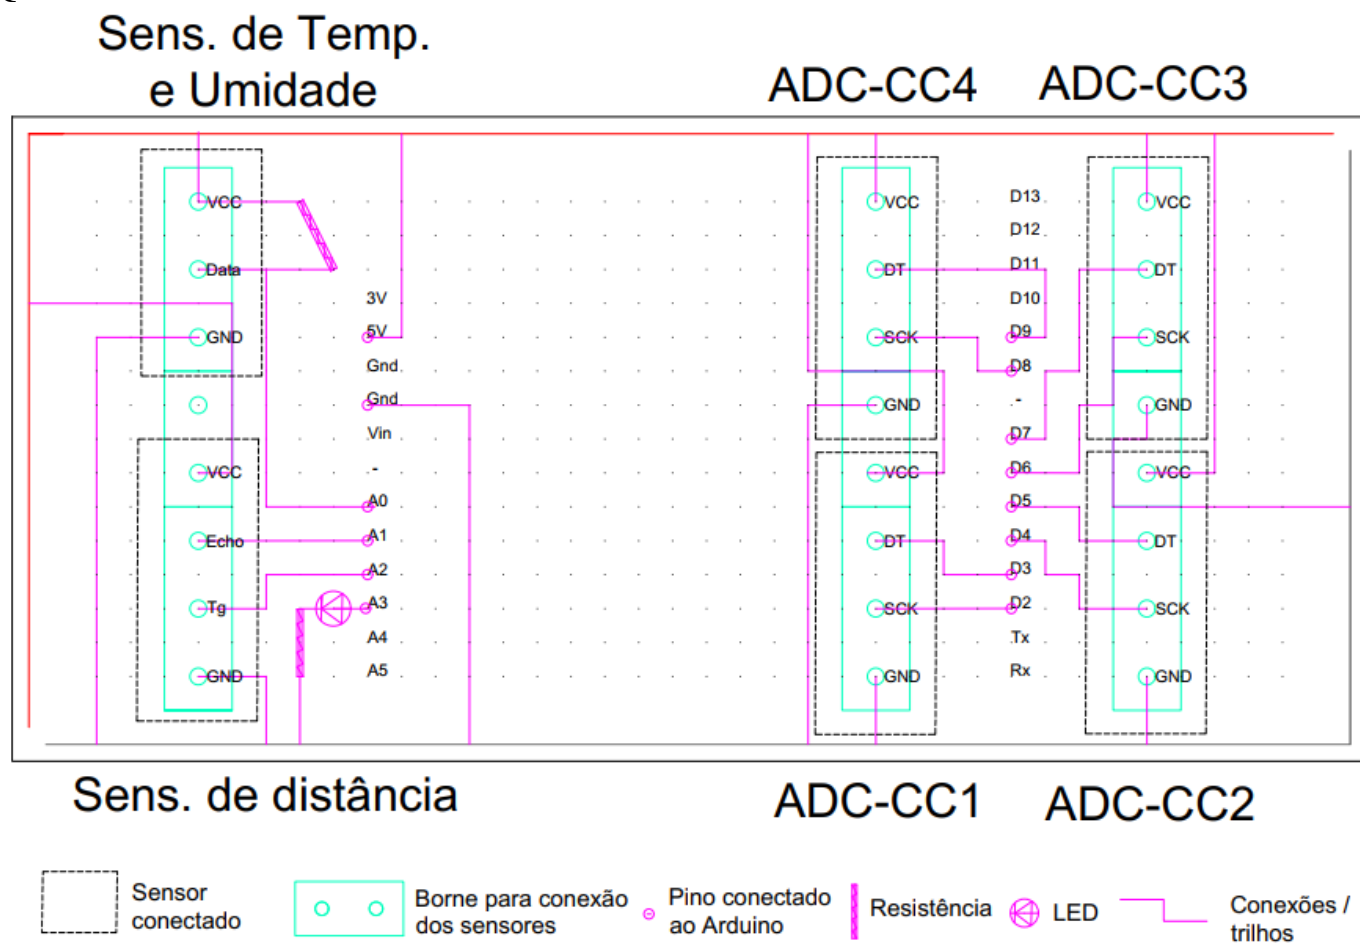 Sens. de Temp.
e Umidade
ADC-CC4
ADC-CC3
VCC
Data
GND
VCC
Echo
Tg
GND
3V
5V
Gnd
Gnd
Vin
-
A0
A1
A2
A3
A4
A5
VCC
DT
SCK
GND
VCC
DT
SCK
GND
D13
D12
D11
D10
D9
D8
-
D7
D6
D5
D4
D3
D2
Tx
Rx
VCC
DT
SCK
GND
VCC
DT
SCK
GND
Sens. de distância
ADC-CC1
ADC-CC2
Sensor
conectado
Borne para conexão
dos sensores
Pino conectado
ao Arduino
Resistência
LED
Conexões /
trilhos